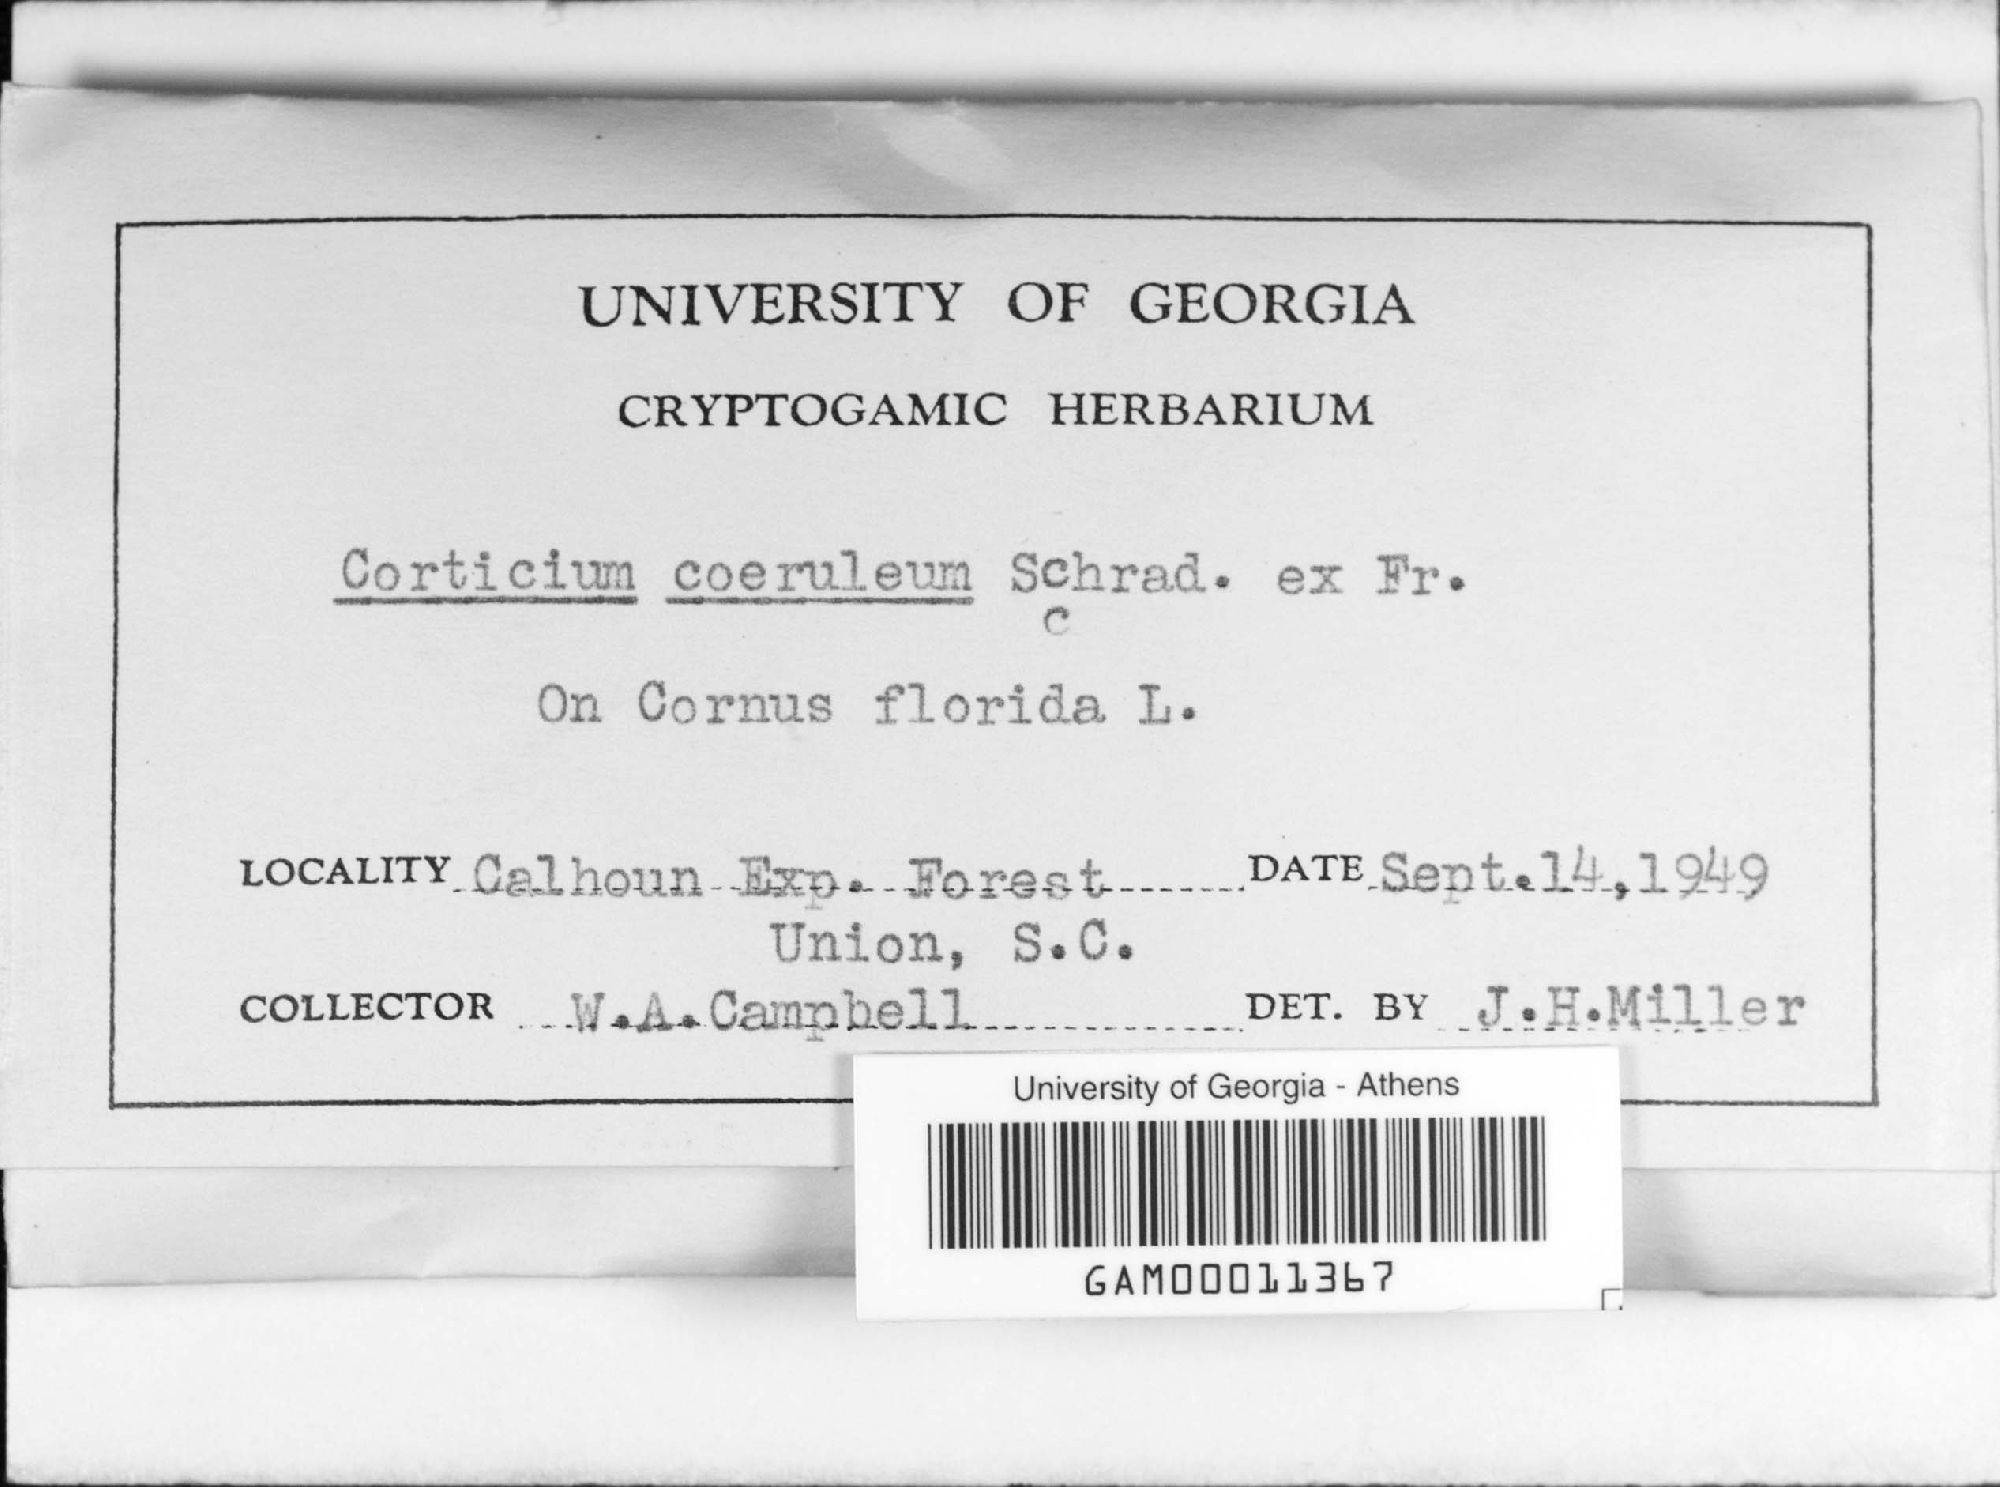 UNIVERSITY OF GEORGIA
CRYPTOGAMIC HERBARIUM
Corticium coeruleum Schrad. ex Fr.
c
On Cornus florida L.
LOCALITY Calhoun Exp. Forest DATE Sept.14,1949
Union, S.C.
COLLECTOR W.A.Campbell DET. BY J.H.Miller
University of Georgia - Athens
GAM00011367